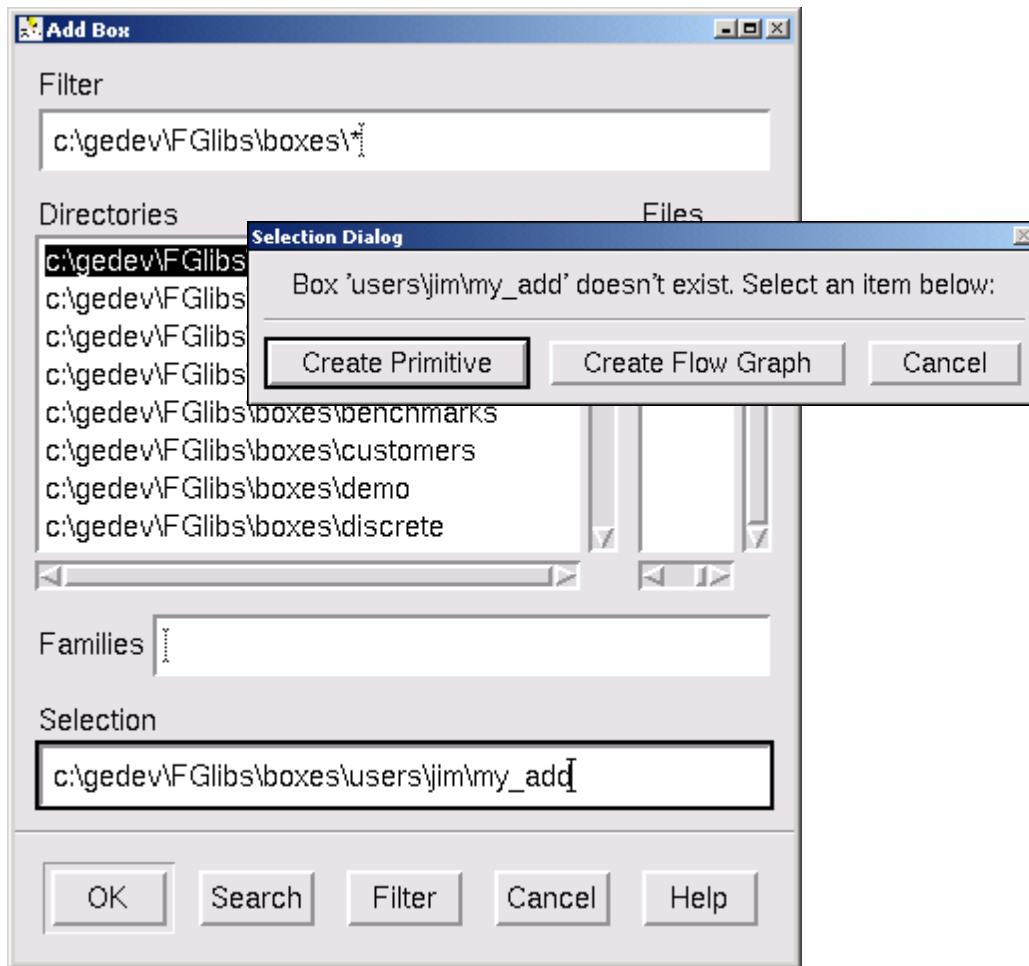 Add Box
Filter
c:\gedev\FGlibs\boxes\*
Directories
Files
c:\gedev\FGlibs
c:\gedev\FGlibs
c:\gedev\FGlibs
c:\gedev\FGlibs
c:\gedev\FGlibs\boxes\benchmarks
c:\gedev\FGlibs\boxes\customers
c:\gedev\FGlibs\boxes\demo
c:\gedev\FGlibs\boxes\discrete
Selection Dialog
Box 'users\jim\my_add' doesn't exist. Select an item below:
Create Primitive Create Flow Graph Cancel
Families
Selection
c:\gedev\FGlibs\boxes\users\jim\my_add
OK Search Filter Cancel Help